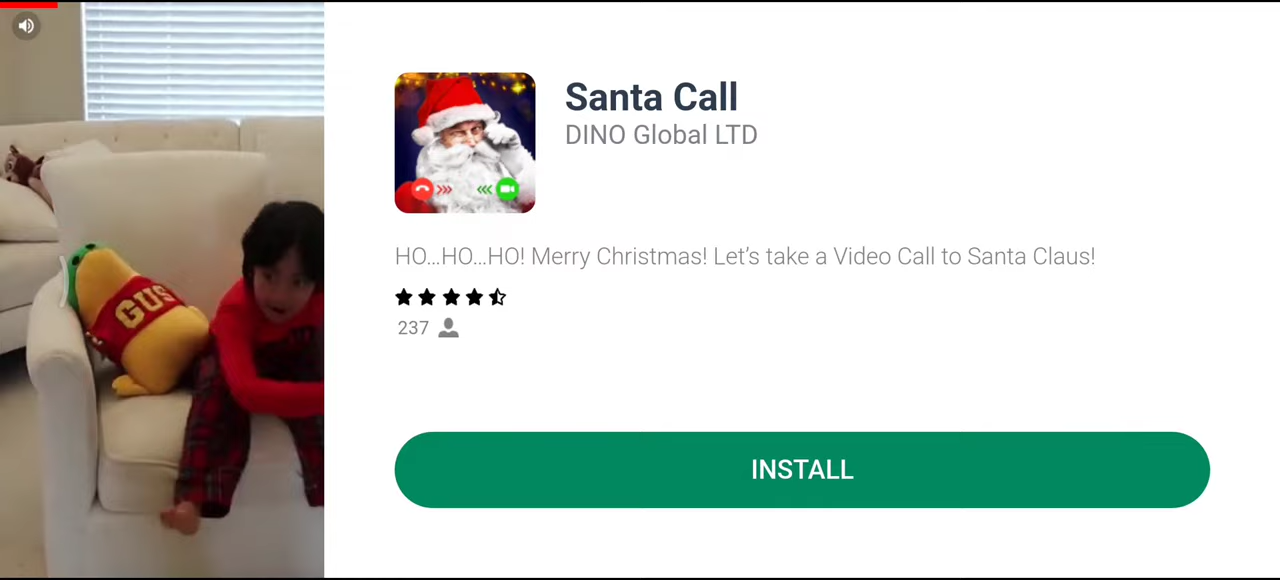 Santa Call
DINO Global LTD
GUS
HO...HO...HO! Merry Christmas! Let’s take a Video Call to Santa Claus!
237
INSTALL